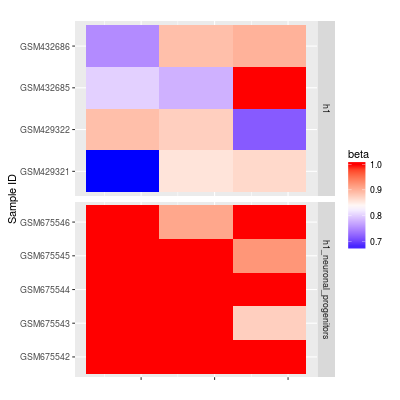 GSM432686
GSM432685
GSM429322
GSM429321
h1
GSM675546
GSM675545
GSM675544
GSM675543
GSM675542
h1_neuronal_progenitors
Sample ID
beta
1.0
0.9
0.8
0.7